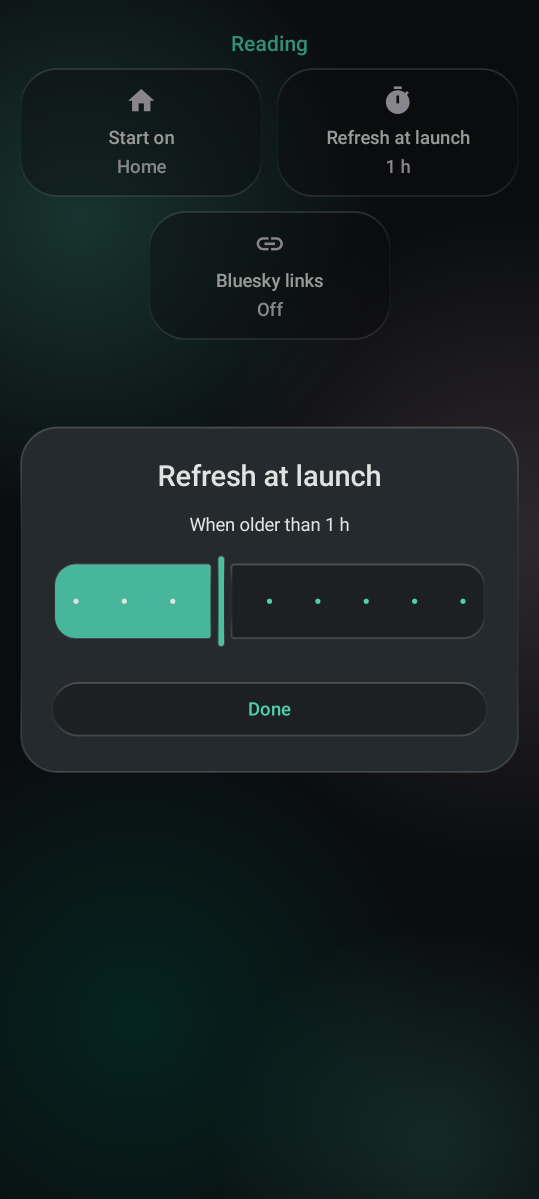 Reading
Start on
Home
Refresh at launch
1 h
Bluesky links
Off
Refresh at launch
When older than 1 h
Done